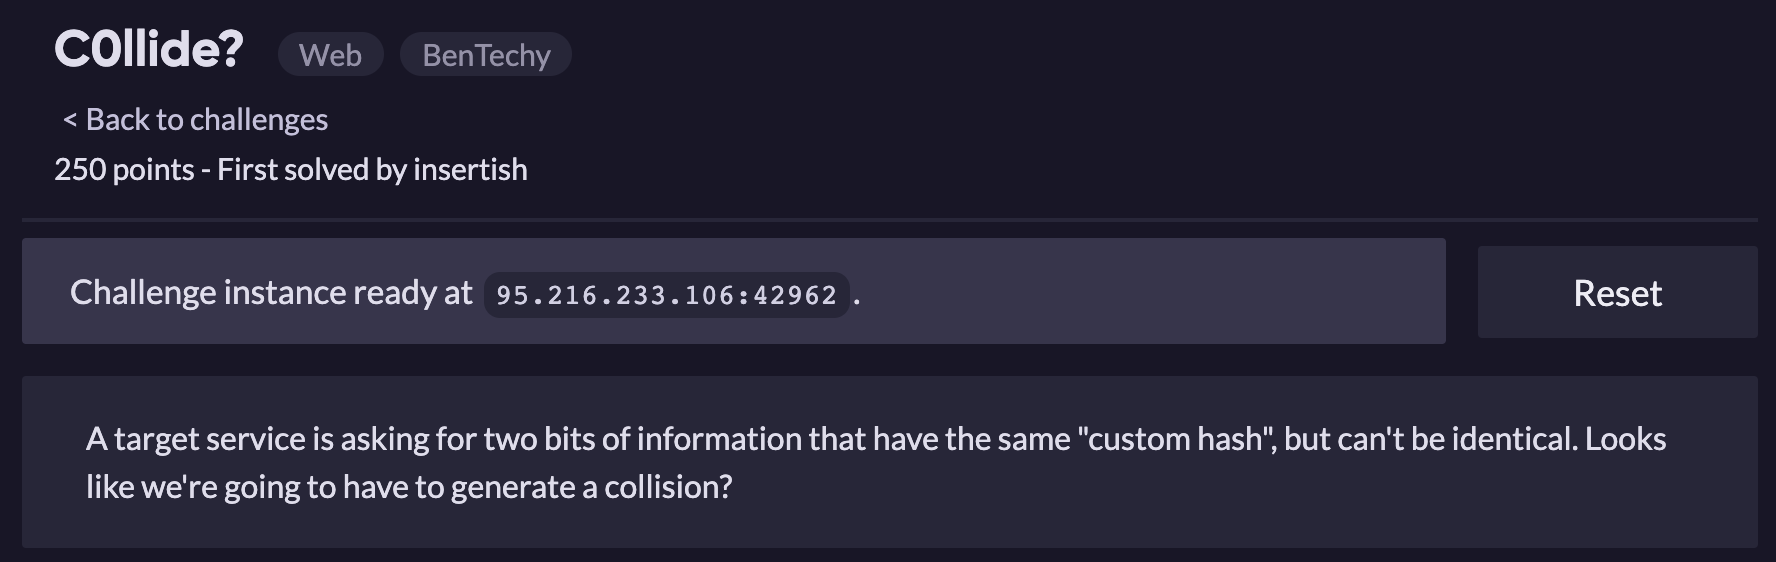 C0llide? Web BenTechy
< Back to challenges
250 points - First solved by insertish
Challenge instance ready at 95.216.233.106:42962 . Reset
A target service is asking for two bits of information that have the same "custom hash", but can't be identical. Looks
like we're going to have to generate a collision?